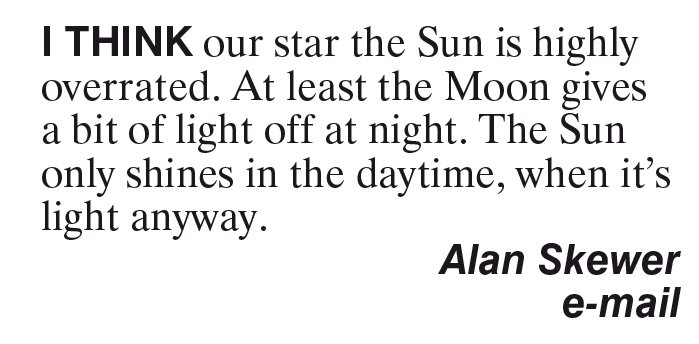 I THINK our star the Sun is highly
overrated. At least the Moon gives
a bit of light off at night. The Sun
only shines in the daytime, when it’s
light anyway.
Alan Skewer
e-mail